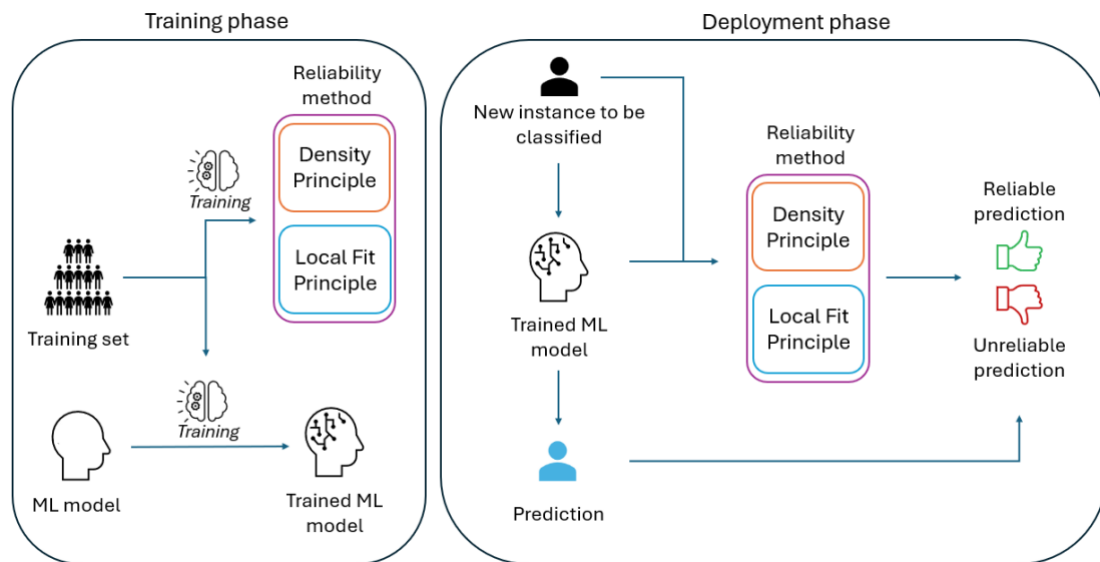 Training phase
Reliability
method
Density
Principle
Training
Local Fit
Principle
Training set
Training
ML model
Trained ML
model
Deployment phase
New instance to be
classified
Reliability
method
Density
Principle
Reliable
prediction
Trained ML
model
Local Fit
Principle
Unreliable
prediction
Prediction